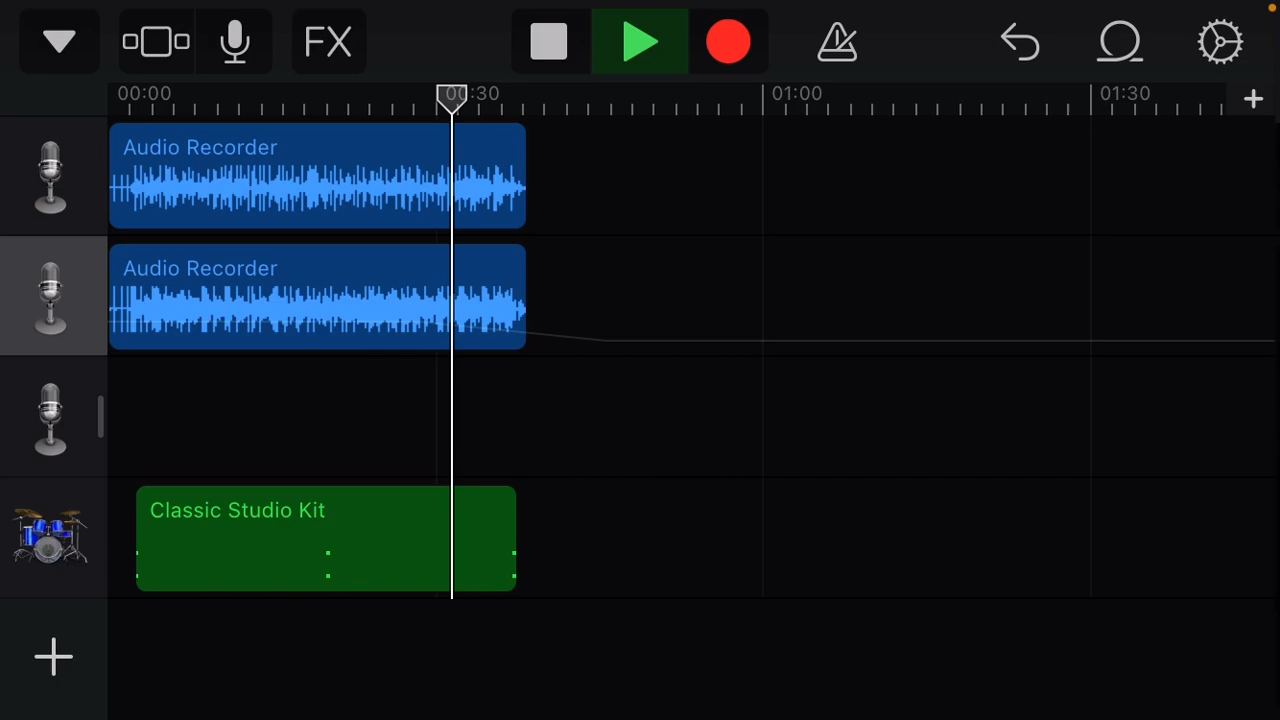 FX
00:00
00:30
01:00
01:30
Audio Recorder
Audio Recorder
Classic Studio Kit